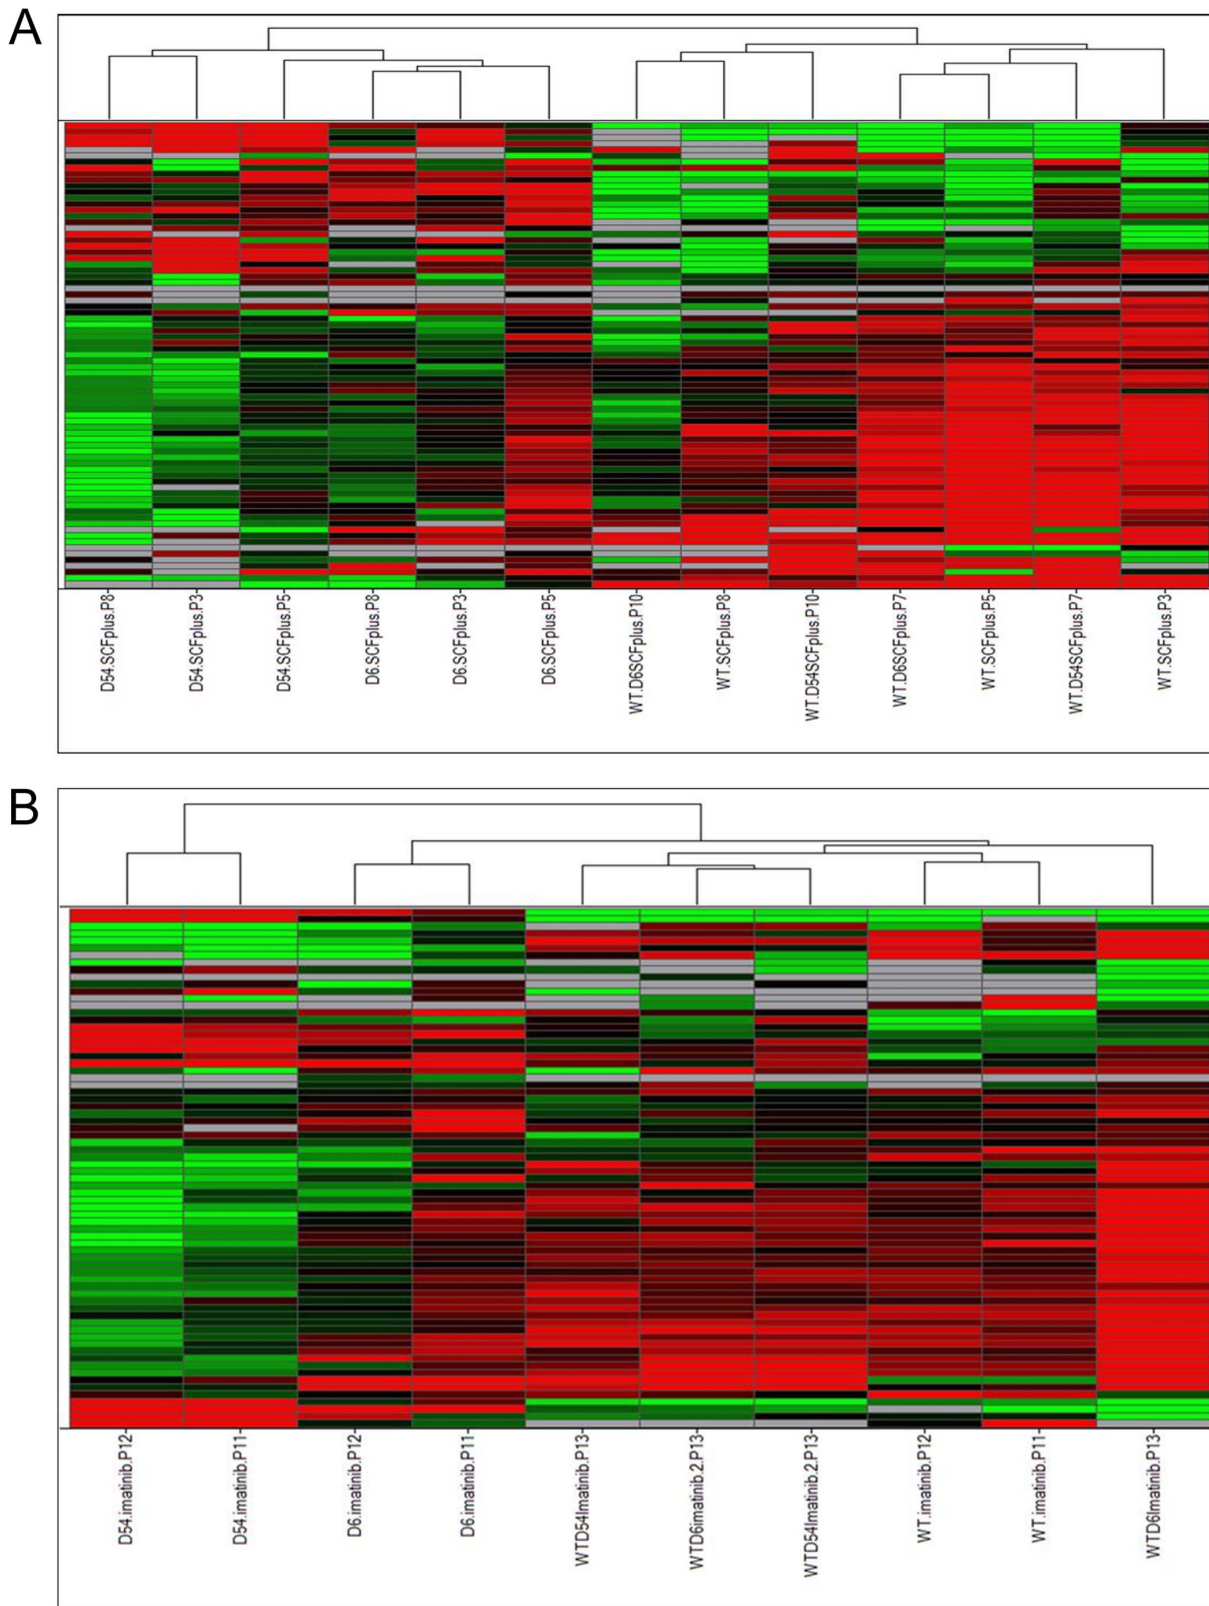 A
D54.SCFplus.P8
D54.SCFplus.P3
D54.SCFplus.P5
D6.SCFplus.P8
D6.SCFplus.P3
D6.SCFplus.P5
WT.D6SCFplus.P10
WT.SCFplus.P8
WT.D54SCFplus.P10
WT.D6SCFplus.P7
WT.SCFplus.P5
WT.D54SCFplus.P7
WT.SCFplus.P3
B
D54.imatinib.P12
D54.imatinib.P11
D6.imatinib.P12
D6.imatinib.P11
WTD54Imatinib.P13
WTD6imatinib.2.P13
WTD54Imatinib.2.P13
WT.imatinib.P12
WT.imatinib.P11
WTD6Imatinib.P13